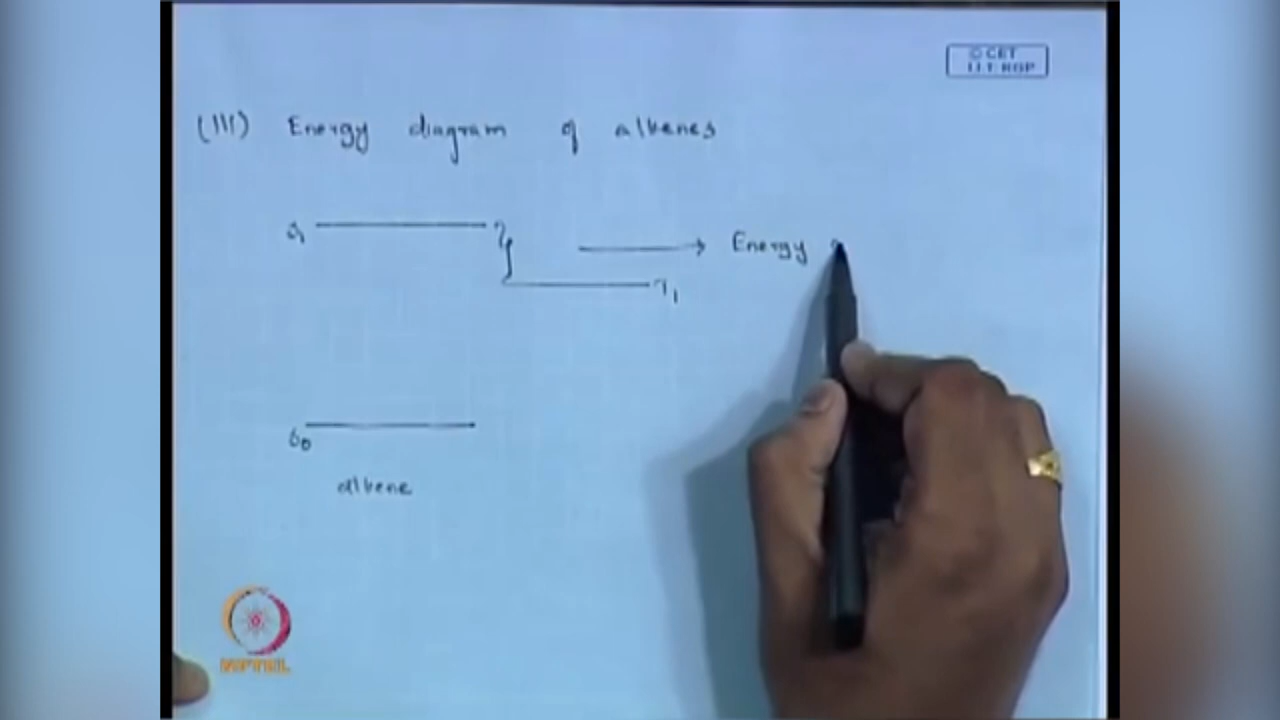 © CET
I.I.T. KGP
(III) Energy diagram of alkenes
S1
Energy
T1
S0
alkene
NPTEL